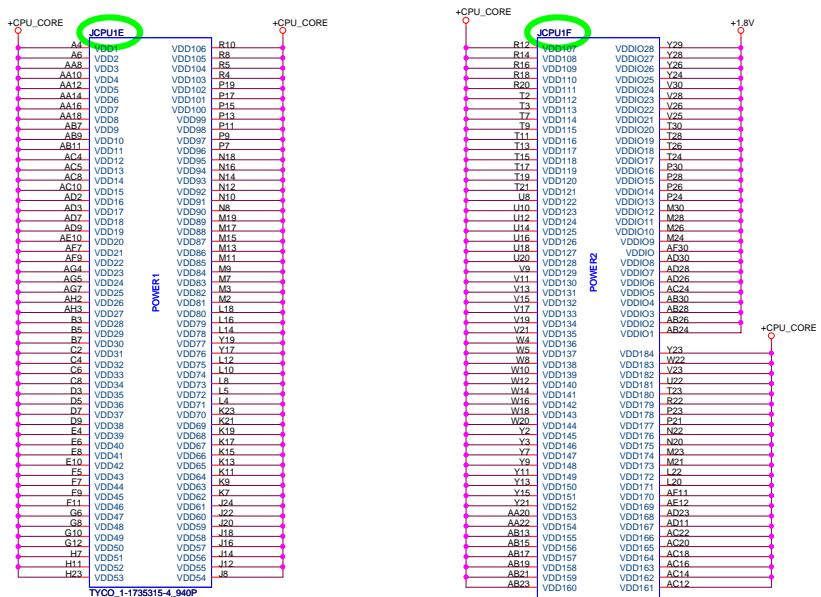 +CPU_CORE
+CPU_CORE
JCPU1E
A4 VDD1 VDD106 R10
A6 VDD2 VDD105 R8
AA8 VDD3 VDD104 R5
AA10 VDD4 VDD103 R4
AA12 VDD5 VDD102 P19
AA14 VDD6 VDD101 P17
AA16 VDD7 VDD100 P15
AA18 VDD8 VDD99 P13
AB7 VDD9 VDD98 P11
AB9 VDD10 VDD97 P9
AB11 VDD11 VDD96 P7
AC4 VDD12 VDD95 N18
AC5 VDD13 VDD94 N16
AC8 VDD14 VDD93 N14
AC10 VDD15 VDD92 N12
AD2 VDD16 VDD91 N10
AD3 VDD17 VDD90 N8
AD7 VDD18 VDD89 M19
AD9 VDD19 VDD88 M17
AE10 VDD20 VDD87 M15
AF7 VDD21 VDD86 M13
AF9 VDD22 VDD85 M11
AG4 VDD23 VDD84 M9
AG5 VDD24 VDD83 M7
AG7 VDD25 VDD82 M3
AH2 VDD26 VDD81 M2
AH3 VDD27 VDD80 L18
B3 VDD28 VDD79 L16
B5 VDD29 VDD78 L14
B7 VDD30 VDD77 Y19
C2 VDD31 VDD76 Y17
C4 VDD32 VDD75 L12
C6 VDD33 VDD74 L10
C8 VDD34 VDD73 L8
D3 VDD35 VDD72 L5
D5 VDD36 VDD71 L4
D7 VDD37 VDD70 K23
D9 VDD38 VDD69 K21
E4 VDD39 VDD68 K19
E6 VDD40 VDD67 K17
E8 VDD41 VDD66 K15
E10 VDD42 VDD65 K13
F5 VDD43 VDD64 K11
F7 VDD44 VDD63 K9
F9 VDD45 VDD62 K7
F11 VDD46 VDD61 J24
G6 VDD47 VDD60 J22
G8 VDD48 VDD59 J20
G10 VDD49 VDD58 J18
G12 VDD50 VDD57 J16
H7 VDD51 VDD56 J14
H11 VDD52 VDD55 J12
H23 VDD53 VDD54 J8
POWER1
TYCO_1-1735315-4_940P
+CPU_CORE
+1.8V
JCPU1F
R12 VDD107 VDDIO28 Y29
R14 VDD108 VDDIO27 Y28
R16 VDD109 VDDIO26 Y26
R18 VDD110 VDDIO25 Y24
R20 VDD111 VDDIO24 V30
T2 VDD112 VDDIO23 V28
T3 VDD113 VDDIO22 V26
T7 VDD114 VDDIO21 V25
T9 VDD115 VDDIO20 T30
T11 VDD116 VDDIO19 T28
T13 VDD117 VDDIO18 T26
T15 VDD118 VDDIO17 T24
T17 VDD119 VDDIO16 P30
T19 VDD120 VDDIO15 P28
T21 VDD121 VDDIO14 P26
U8 VDD122 VDDIO13 P24
U10 VDD123 VDDIO12 M30
U12 VDD124 VDDIO11 M28
U14 VDD125 VDDIO10 M26
U16 VDD126 VDDIO9 M24
U18 VDD127 VDDIO AF30
U20 VDD128 VDDIO8 AD30
V9 VDD129 VDDIO7 AD28
V11 VDD130 VDDIO6 AD26
V13 VDD131 VDDIO5 AC24
V15 VDD132 VDDIO4 AB30
V17 VDD133 VDDIO3 AB28
V19 VDD134 VDDIO2 AB26
V21 VDD135 VDDIO1 AB24
+CPU_CORE
W4 VDD136
W5 VDD137 VDD184 Y23
W8 VDD138 VDD183 W22
W10 VDD139 VDD182 V23
W12 VDD140 VDD181 U22
W14 VDD141 VDD180 T23
W16 VDD142 VDD179 R22
W18 VDD143 VDD178 P23
W20 VDD144 VDD177 P21
Y2 VDD145 VDD176 N22
Y3 VDD146 VDD175 N20
Y7 VDD147 VDD174 M23
Y9 VDD148 VDD173 M21
Y11 VDD149 VDD172 L22
Y13 VDD150 VDD171 L20
Y15 VDD151 VDD170 AF11
Y21 VDD152 VDD169 AE12
AA20 VDD153 VDD168 AD23
AA22 VDD154 VDD167 AD11
AB13 VDD155 VDD166 AC22
AB15 VDD156 VDD165 AC20
AB17 VDD157 VDD164 AC18
AB19 VDD158 VDD163 AC16
AB21 VDD159 VDD162 AC14
AB23 VDD160 VDD161 AC12
POWER2